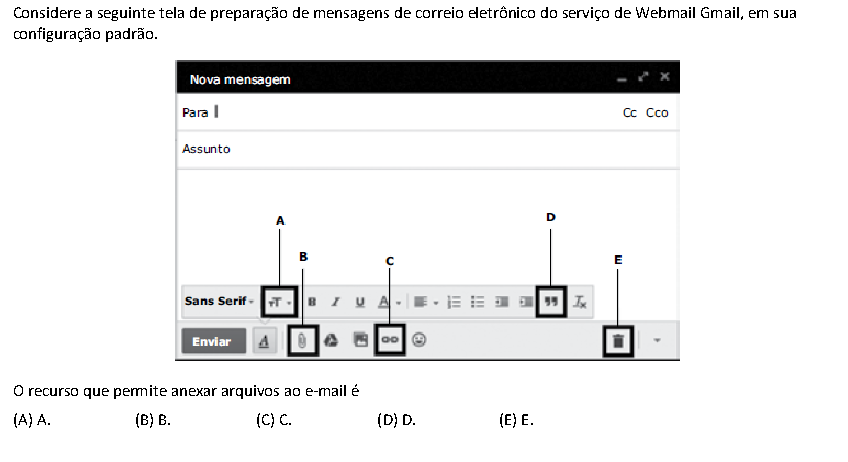 Considere a seguinte tela de preparação de mensagens de correio eletrônico do serviço de Webmail Gmail, em sua
configuração padrão.
Nova mensagem
Para
Cc Cco
Assunto
A
D
B
C
E
Sans Serif
B I U A
Enviar A
O recurso que permite anexar arquivos ao e-mail é
(A) A. (B) B. (C) C. (D) D. (E) E.